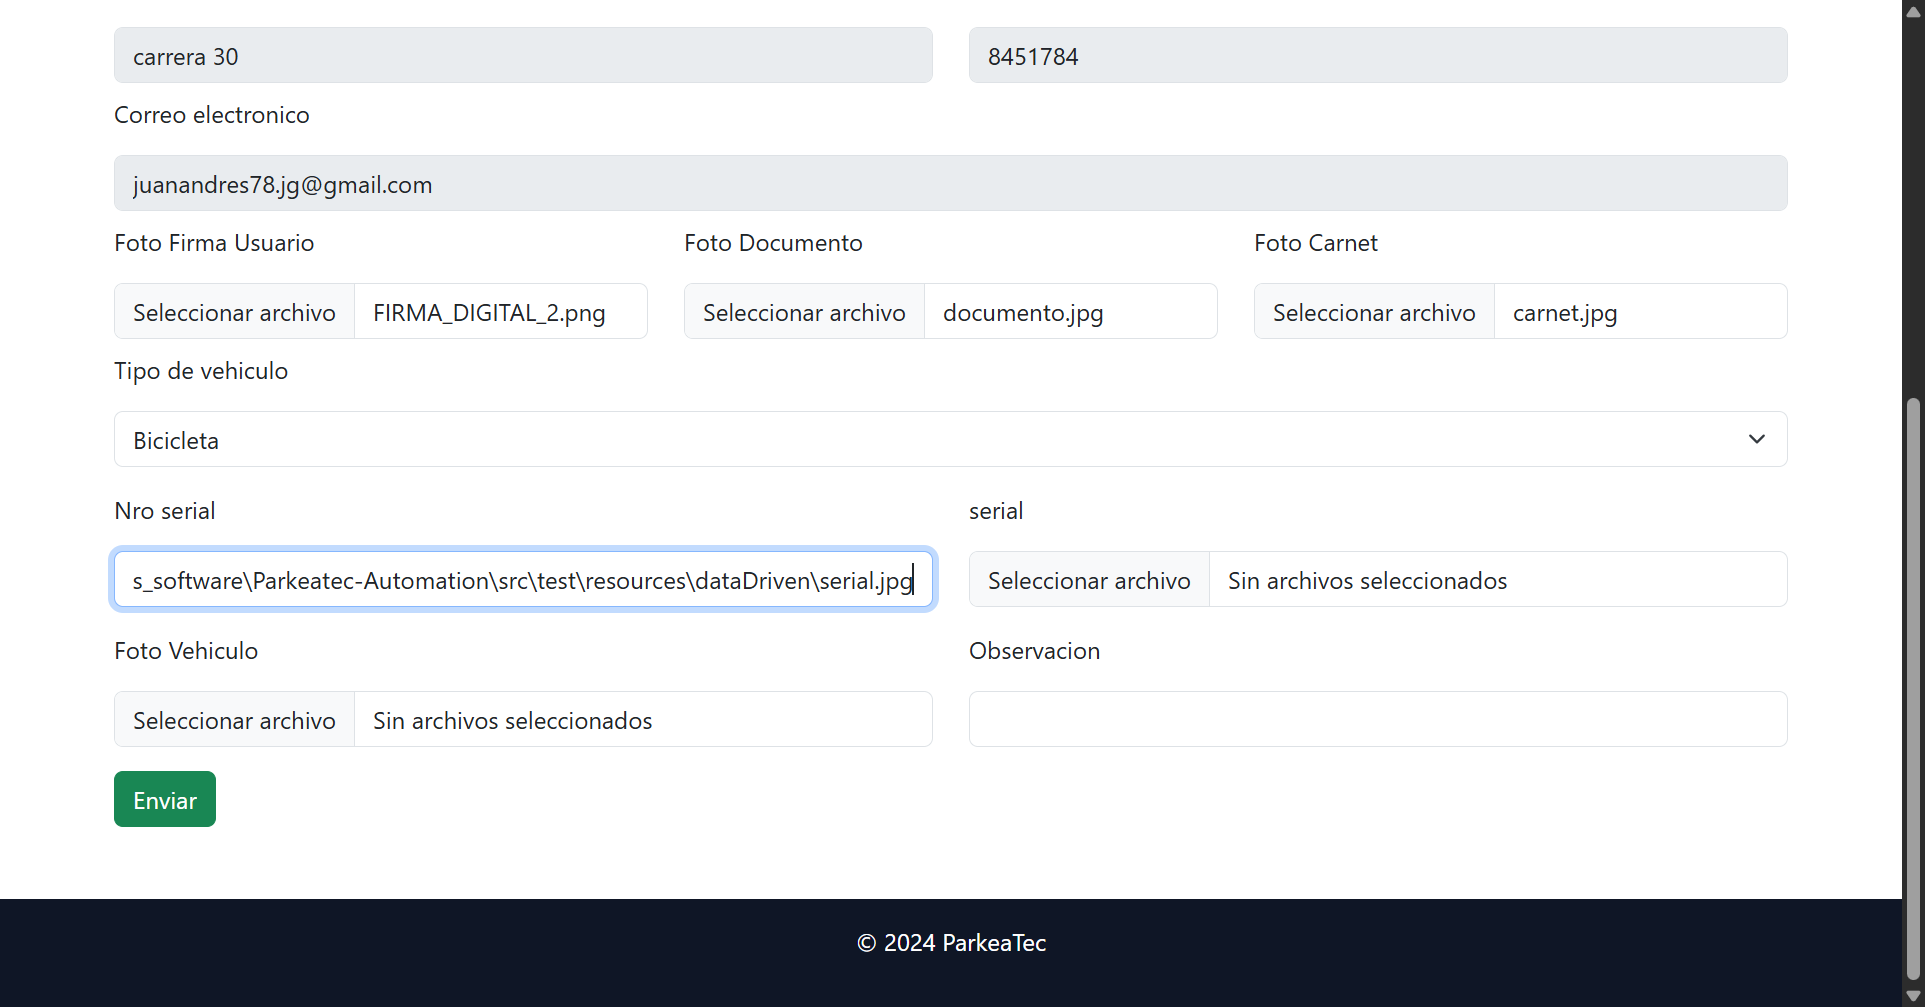 carrera 30
8451784
Correo electronico
juanandres78.jg@gmail.com
Foto Firma Usuario
Foto Documento
Foto Carnet
Seleccionar archivo FIRMA_DIGITAL_2.png
Seleccionar archivo documento.jpg
Seleccionar archivo carnet.jpg
Tipo de vehiculo
Bicicleta
Nro serial
serial
s_software\Parkeatec-Automation\src\test\resources\dataDriven\serial.jpg
Seleccionar archivo Sin archivos seleccionados
Foto Vehiculo
Observacion
Seleccionar archivo Sin archivos seleccionados
Enviar
© 2024 ParkeaTec